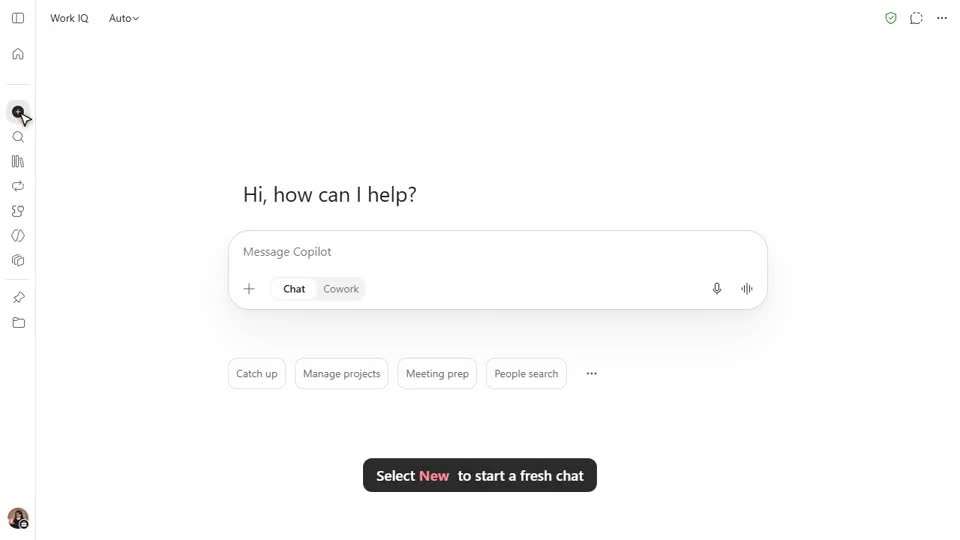 Work IQ
Auto
Hi, how can I help?
Message Copilot
Chat
Cowork
Catch up
Manage projects
Meeting prep
People search
Select New to start a fresh chat